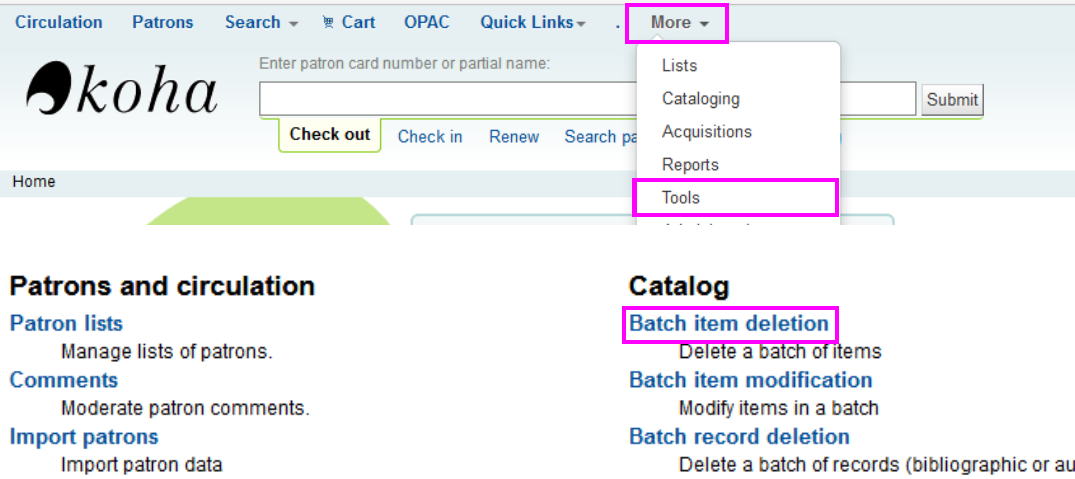 Circulation Patrons Search Cart OPAC Quick Links . More
Lists
Cataloging
Acquisitions
Reports
Tools
koha
Enter patron card number or partial name:
Submit
Check out Check in Renew Search pa
Home
Patrons and circulation
Patron lists
Manage lists of patrons.
Comments
Moderate patron comments.
Import patrons
Import patron data
Catalog
Batch item deletion
Delete a batch of items
Batch item modification
Modify items in a batch
Batch record deletion
Delete a batch of records (bibliographic or au